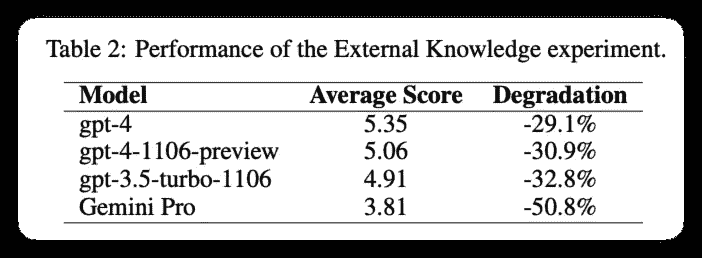 Table 2: Performance of the External Knowledge experiment.
Model Average Score Degradation
gpt-4 5.35 -29.1%
gpt-4-1106-preview 5.06 -30.9%
gpt-3.5-turbo-1106 4.91 -32.8%
Gemini Pro 3.81 -50.8%